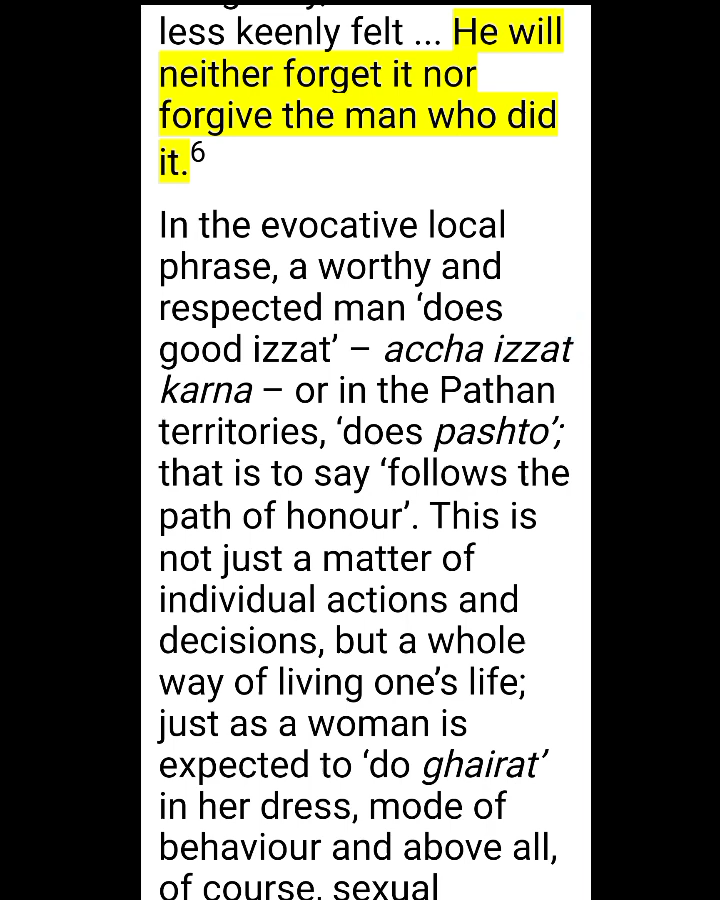 less keenly felt ... He will
neither forget it nor
forgive the man who did
it.6
In the evocative local
phrase, a worthy and
respected man ‘does
good izzat’ – accha izzat
karna – or in the Pathan
territories, ‘does pashto’;
that is to say ‘follows the
path of honour’. This is
not just a matter of
individual actions and
decisions, but a whole
way of living one’s life;
just as a woman is
expected to ‘do ghairat’
in her dress, mode of
behaviour and above all,
of course, sexual